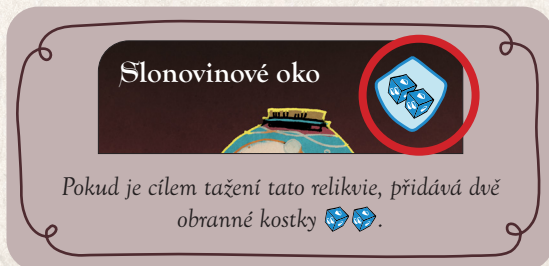 Slonovinové oko
Pokud je cílem tažení tato relikvie, přidává dvě
obranné kostky .